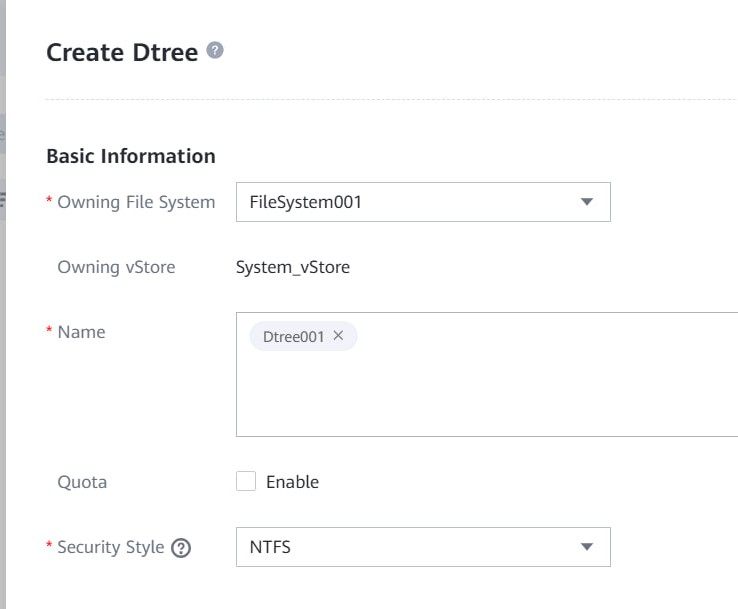 Create Dtree ?
Basic Information
* Owning File System FileSystem001
Owning vStore System_vStore
* Name Dtree001 ×
Quota Enable
* Security Style ? NTFS